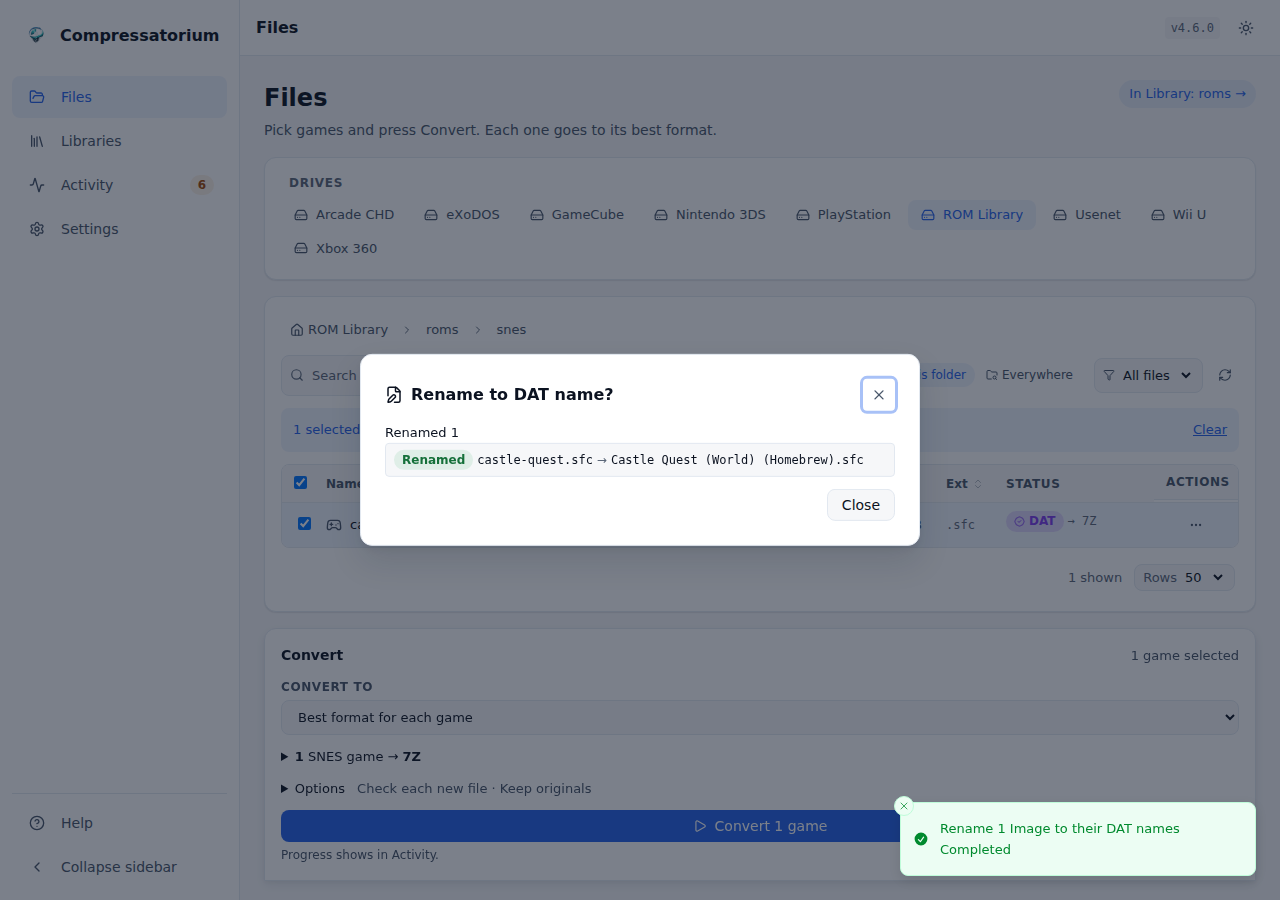 Compressatorium
Files
v4.6.0
Files
Libraries
Activity
6
Settings
Help
Collapse sidebar
Files
In Library: roms →
Pick games and press Convert. Each one goes to its best format.
DRIVES
Arcade CHD
eXoDOS
GameCube
Nintendo 3DS
PlayStation
ROM Library
Usenet
Wii U
Xbox 360
ROM Library
roms
snes
Search
folder
Everywhere
All files
1 selected
Clear
Ext
STATUS
ACTIONS
.sfc
DAT → 7Z
1 shown
Rows 50
Rename to DAT name?
Renamed 1
Renamed castle-quest.sfc → Castle Quest (World) (Homebrew).sfc
Close
Convert
1 game selected
CONVERT TO
Best format for each game
1 SNES game → 7Z
Options Check each new file · Keep originals
Convert 1 game
Progress shows in Activity.
Rename 1 Image to their DAT names
Completed